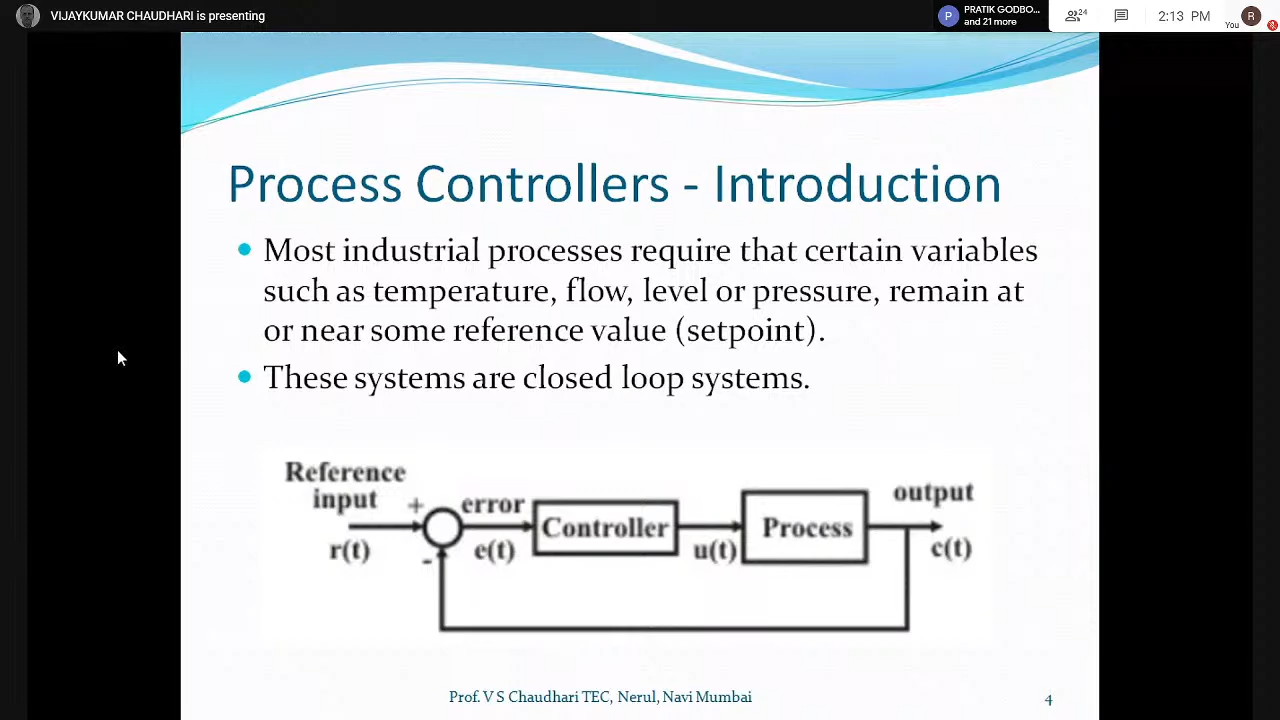 VIJAYKUMAR CHAUDHARI is presenting
P
PRATIK GODBO...
and 21 more
24
2:13 PM
You
R
Process Controllers - Introduction
• Most industrial processes require that certain variables
such as temperature, flow, level or pressure, remain at
or near some reference value (setpoint).
• These systems are closed loop systems.
Reference
input
+
error
Controller
Process
output
r(t)
-
e(t)
u(t)
c(t)
Prof. V S Chaudhari TEC, Nerul, Navi Mumbai
4